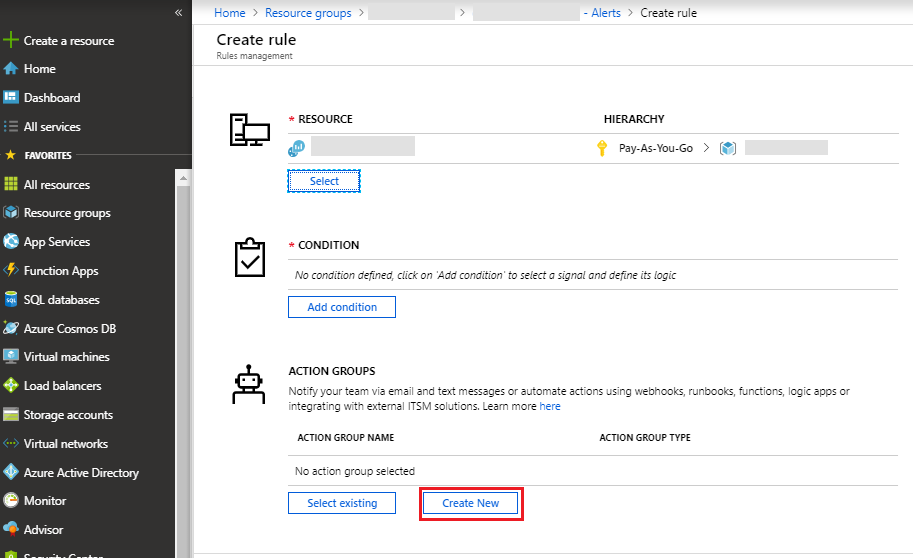 «
Home > Resource groups > > - Alerts > Create rule
Create rule
Rules management
Create a resource
Home
Dashboard
All services
FAVORITES
All resources
Resource groups
App Services
Function Apps
SQL databases
Azure Cosmos DB
Virtual machines
Load balancers
Storage accounts
Virtual networks
Azure Active Directory
Monitor
Advisor
Security Center
* RESOURCE HIERARCHY
Pay-As-You-Go >
Select
* CONDITION
No condition defined, click on 'Add condition' to select a signal and define its logic
Add condition
ACTION GROUPS
Notify your team via email and text messages or automate actions using webhooks, runbooks, functions, logic apps or
integrating with external ITSM solutions. Learn more here
ACTION GROUP NAME ACTION GROUP TYPE
No action group selected
Select existing Create New